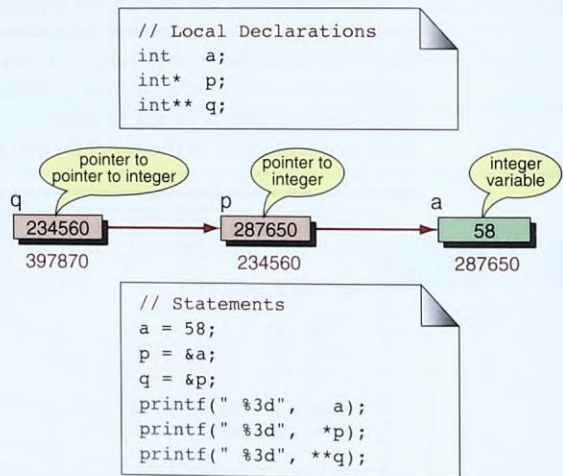 // Local Declarations
int a;
int* p;
int** q;
pointer to
pointer to integer
pointer to
integer
integer
variable
q
p
a
234560
287650
58
397870
234560
287650
// Statements
a = 58;
p = &a;
q = &p;
printf(" %3d", a);
printf(" %3d", *p);
printf(" %3d", **q);